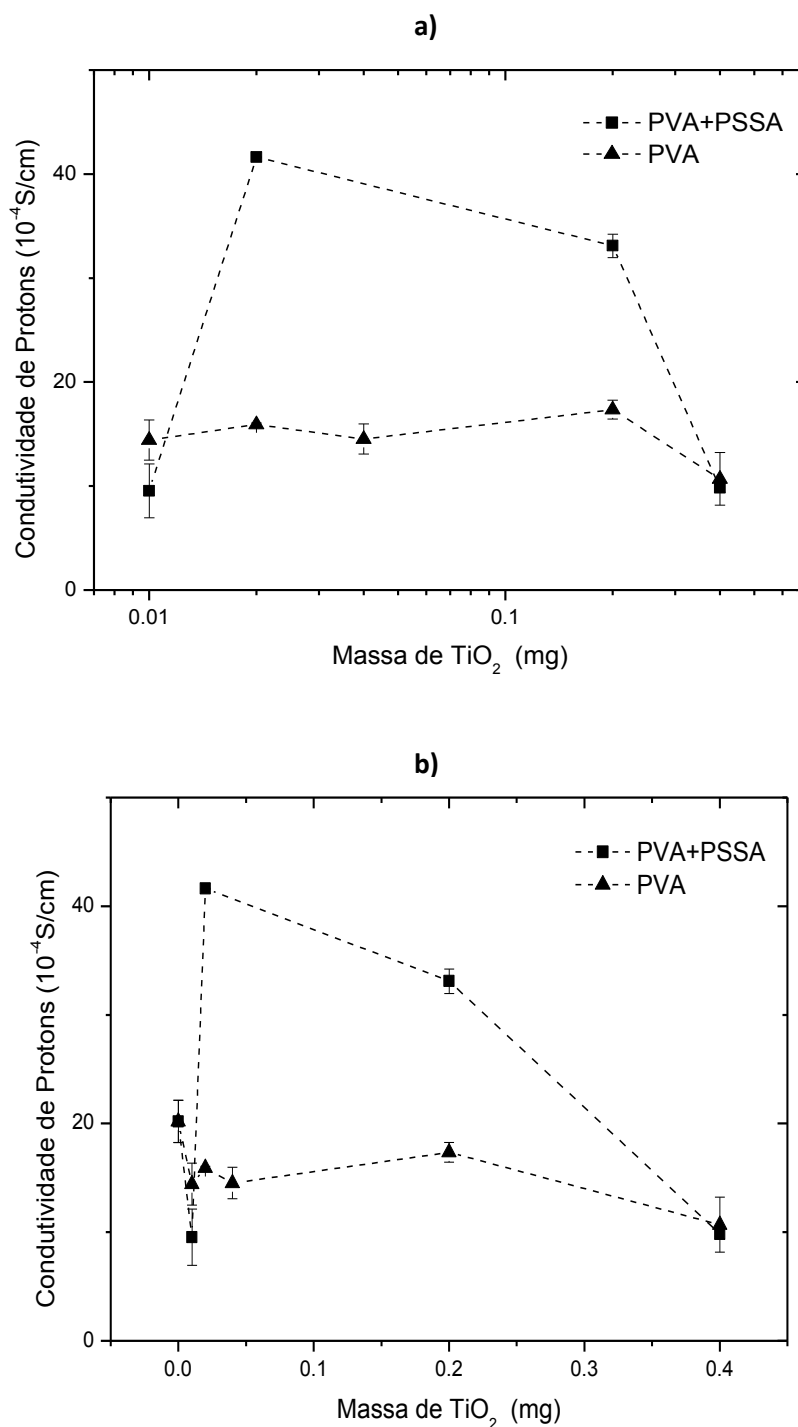 a)
PVA+PSSA
PVA
Condutividade de Protons (10⁻⁴S/cm)
40
20
0
0.01
0.1
Massa de TiO₂ (mg)
b)
PVA+PSSA
PVA
Condutividade de Protons (10⁻⁴S/cm)
40
20
0
0.0
0.1
0.2
0.3
0.4
Massa de TiO₂ (mg)